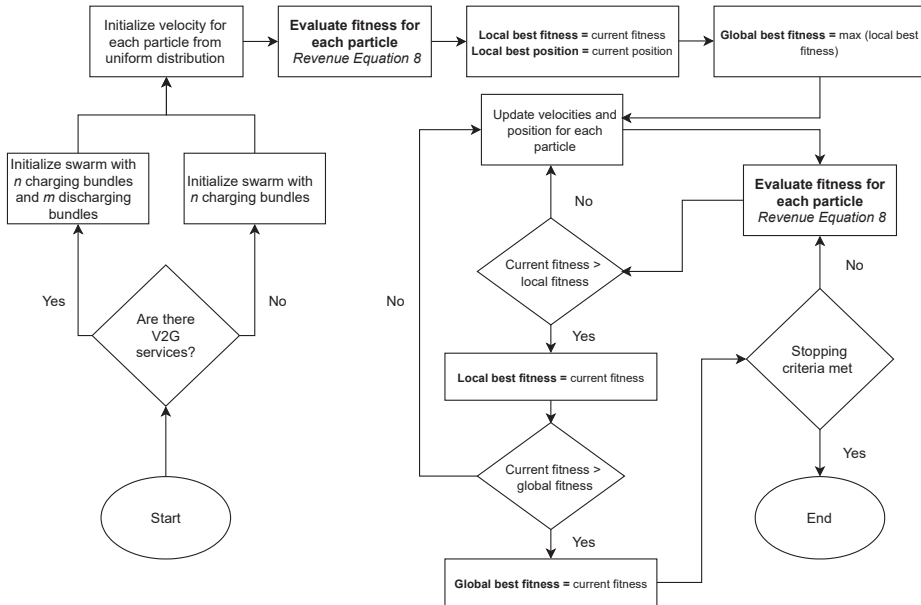 Initialize velocity for
each particle from
uniform distribution
Evaluate fitness for
each particle
Revenue Equation 8
Local best fitness = current fitness
Local best position = current position
Global best fitness = max (local best
fitness)
Update velocities and
position for each
particle
Initialize swarm with
n charging bundles
and m discharging
bundles
Initialize swarm with
n charging bundles
Evaluate fitness for
each particle
Revenue Equation 8
No
Current fitness >
local fitness
No
Yes
No
No
Are there
V2G
services?
Yes
Stopping
criteria met
Local best fitness = current fitness
Current fitness >
global fitness
Yes
Start
End
Yes
Global best fitness = current fitness